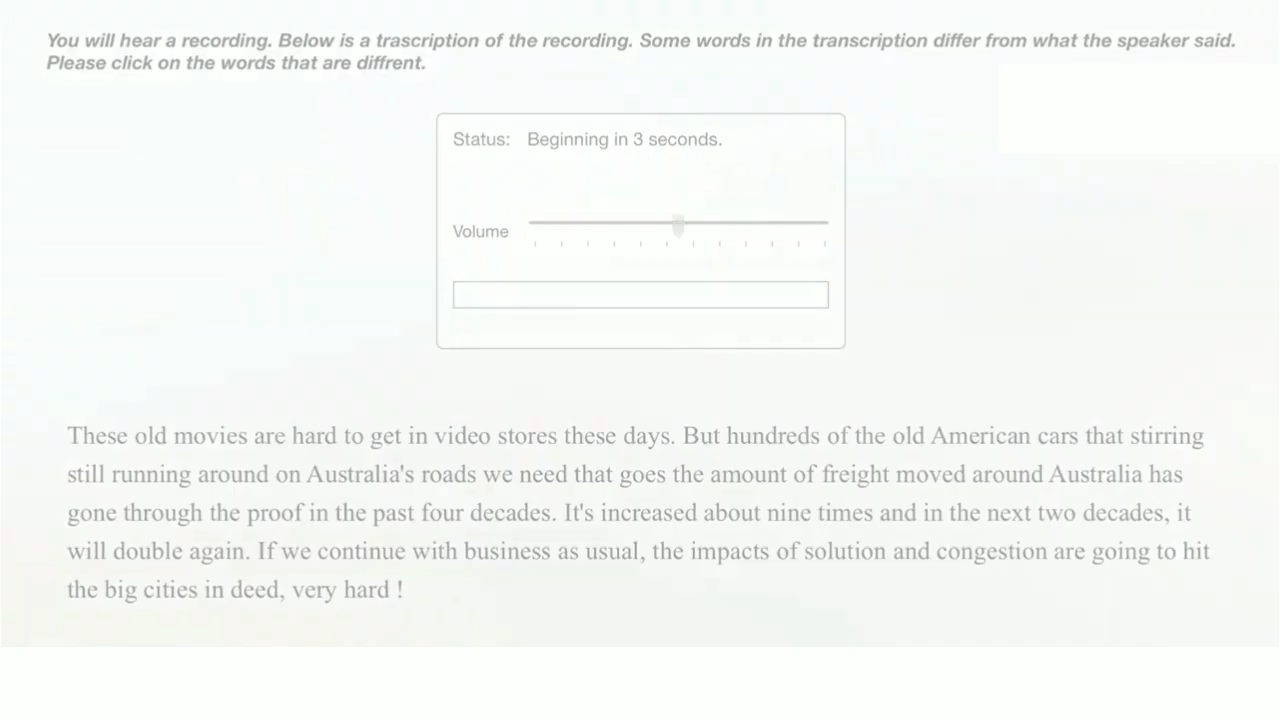 You will hear a recording. Below is a trascription of the recording. Some words in the transcription differ from what the speaker said.
Please click on the words that are diffrent.
Status: Beginning in 3 seconds.
Volume
These old movies are hard to get in video stores these days. But hundreds of the old American cars that stirring
still running around on Australia's roads we need that goes the amount of freight moved around Australia has
gone through the proof in the past four decades. It's increased about nine times and in the next two decades, it
will double again. If we continue with business as usual, the impacts of solution and congestion are going to hit
the big cities in deed, very hard !